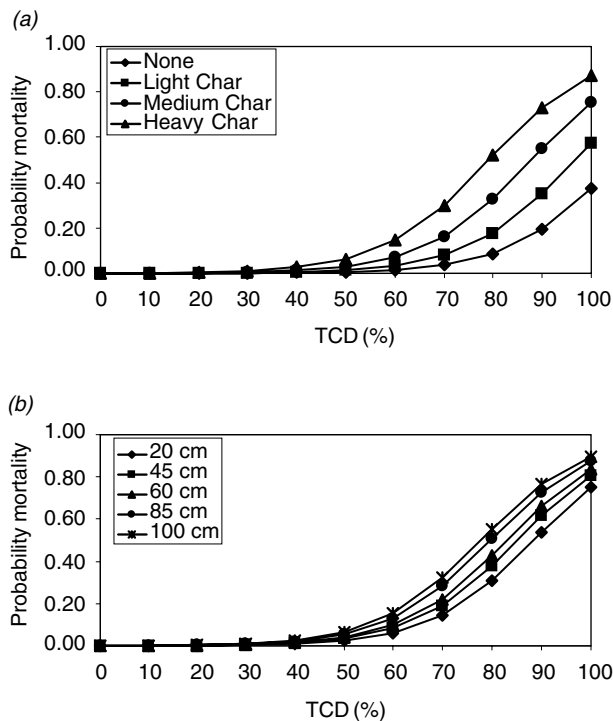 (a)
1.00
0.80
0.60
0.40
0.20
0.00
Probability mortality
None
Light Char
Medium Char
Heavy Char
0 10 20 30 40 50 60 70 80 90 100
TCD (%)
(b)
1.00
0.80
0.60
0.40
0.20
0.00
Probability mortality
20 cm
45 cm
60 cm
85 cm
100 cm
0 10 20 30 40 50 60 70 80 90 100
TCD (%)